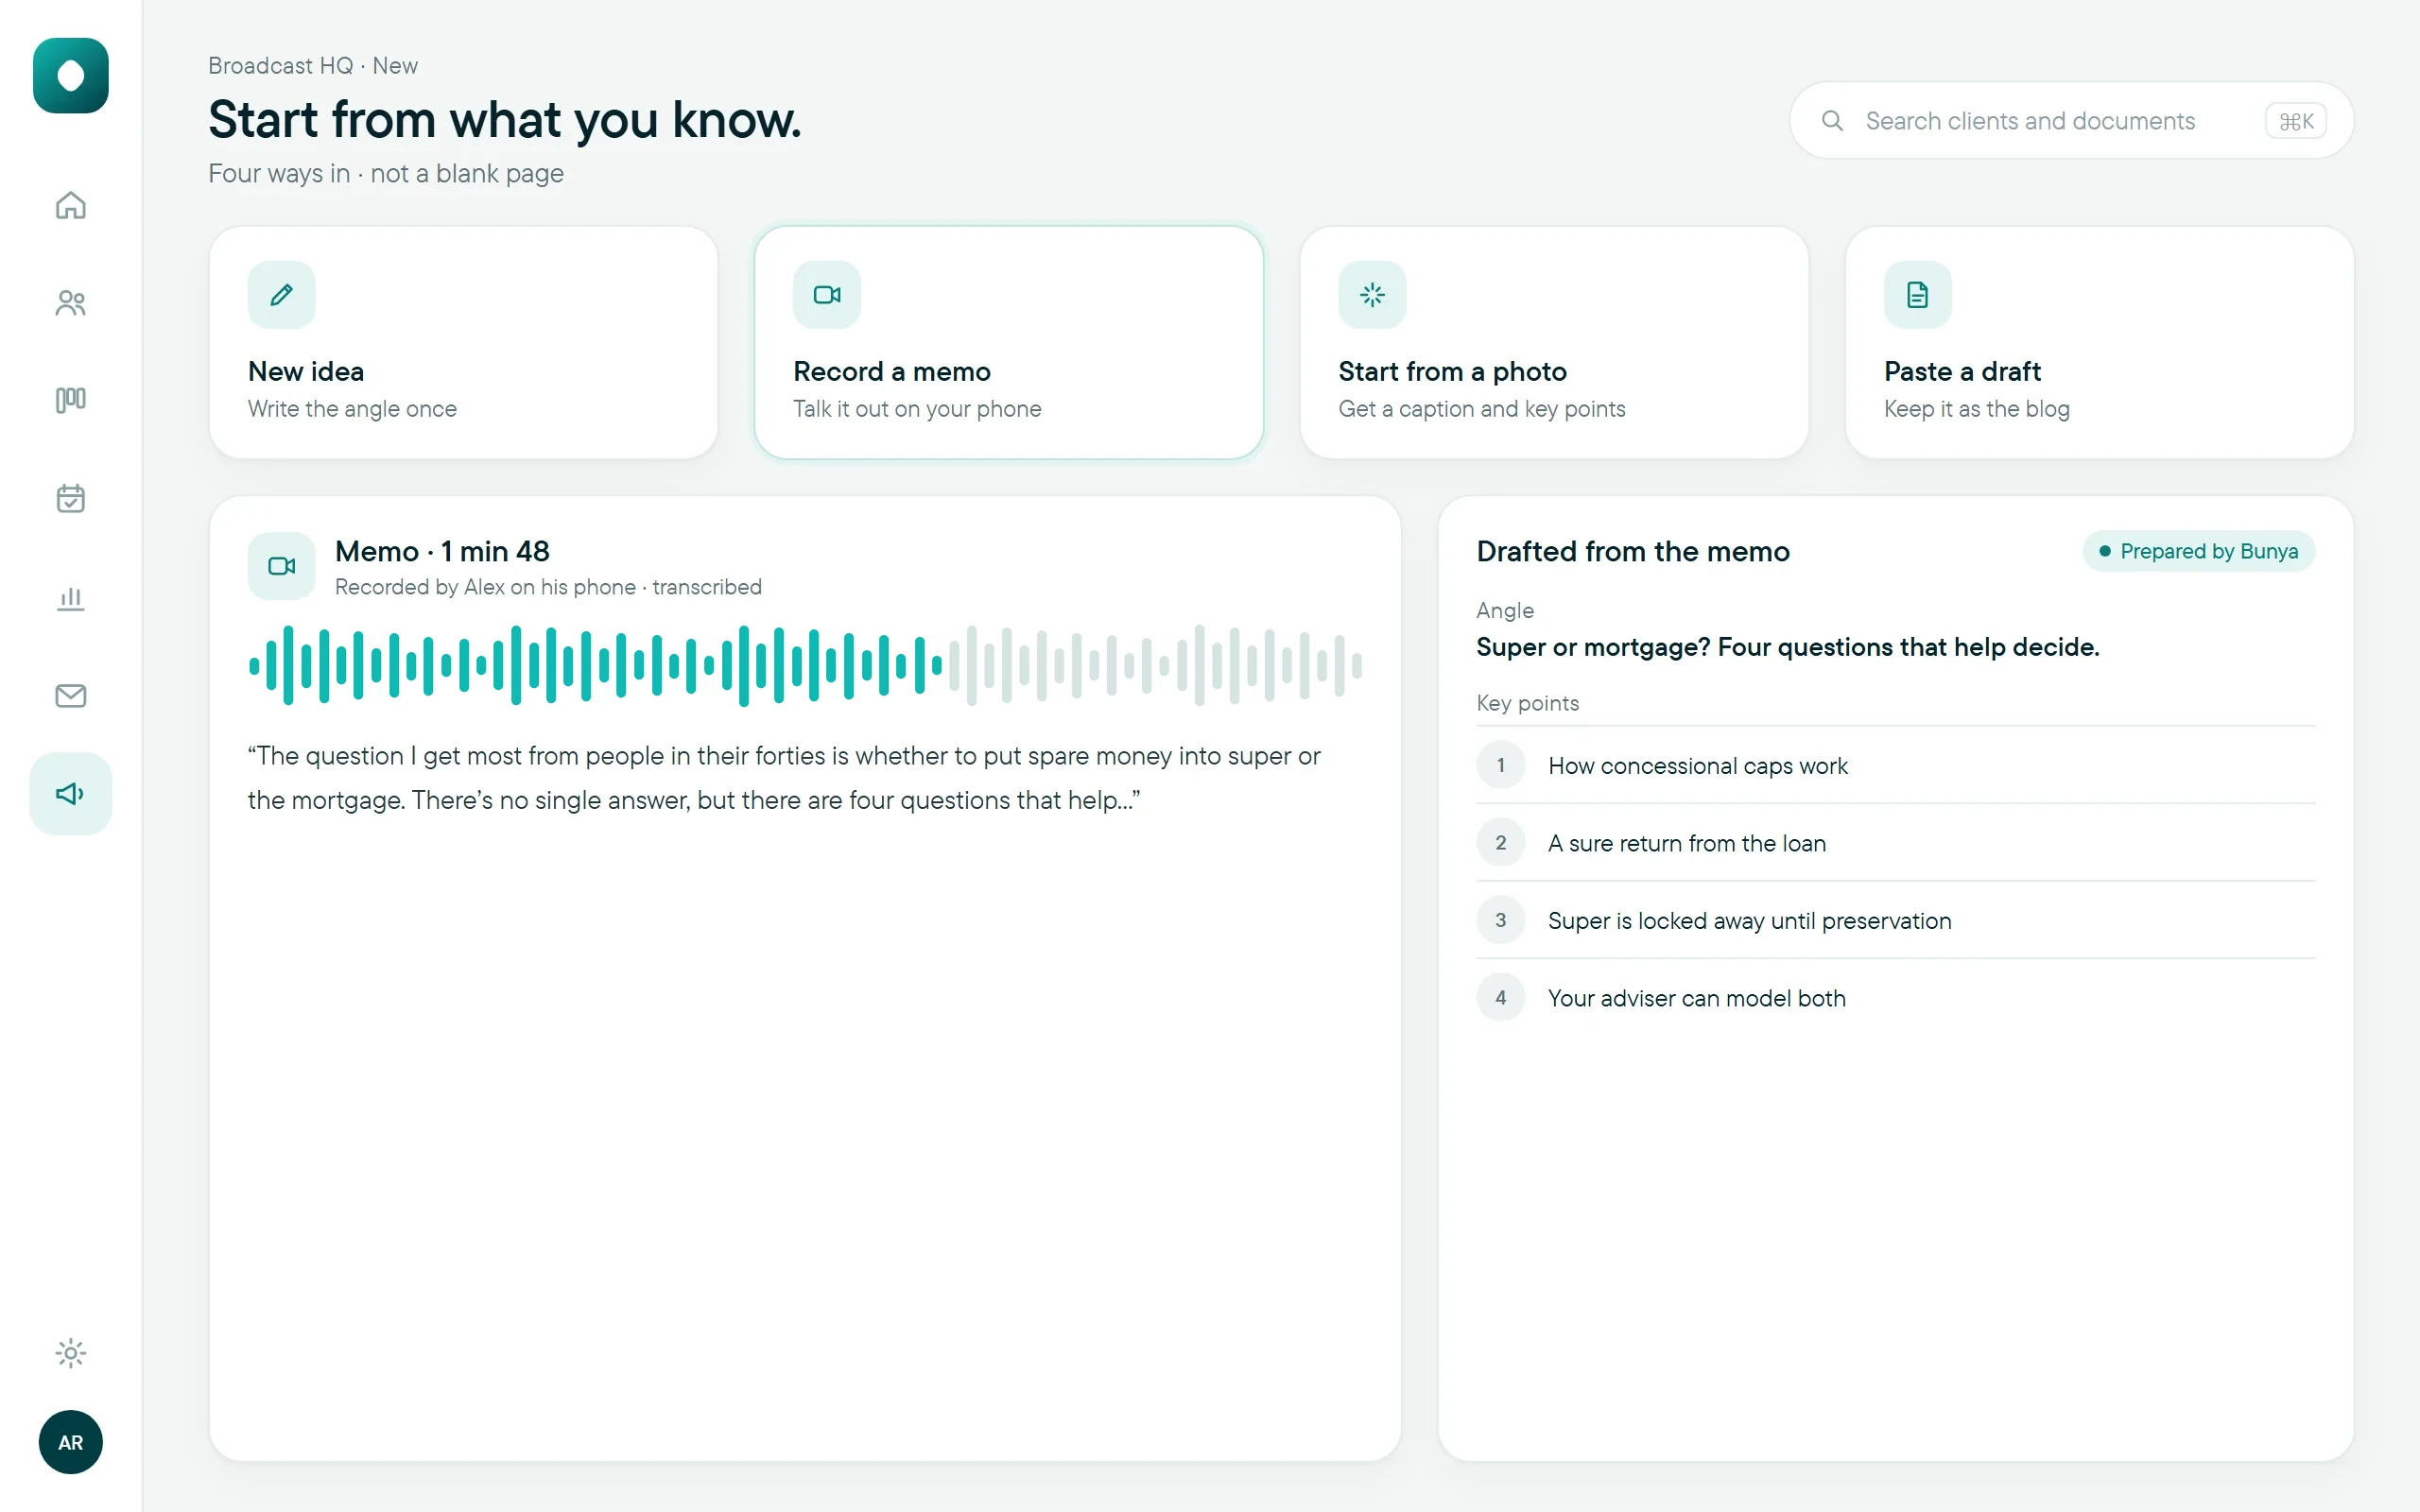 Broadcast HQ · New
Start from what you know.
Four ways in · not a blank page
Search clients and documents
⌘K
New idea
Write the angle once
Record a memo
Talk it out on your phone
Start from a photo
Get a caption and key points
Paste a draft
Keep it as the blog
Memo · 1 min 48
Recorded by Alex on his phone · transcribed
“The question I get most from people in their forties is whether to put spare money into super or
the mortgage. There’s no single answer, but there are four questions that help…”
Drafted from the memo
Prepared by Bunya
Angle
Super or mortgage? Four questions that help decide.
Key points
1 How concessional caps work
2 A sure return from the loan
3 Super is locked away until preservation
4 Your adviser can model both
AR